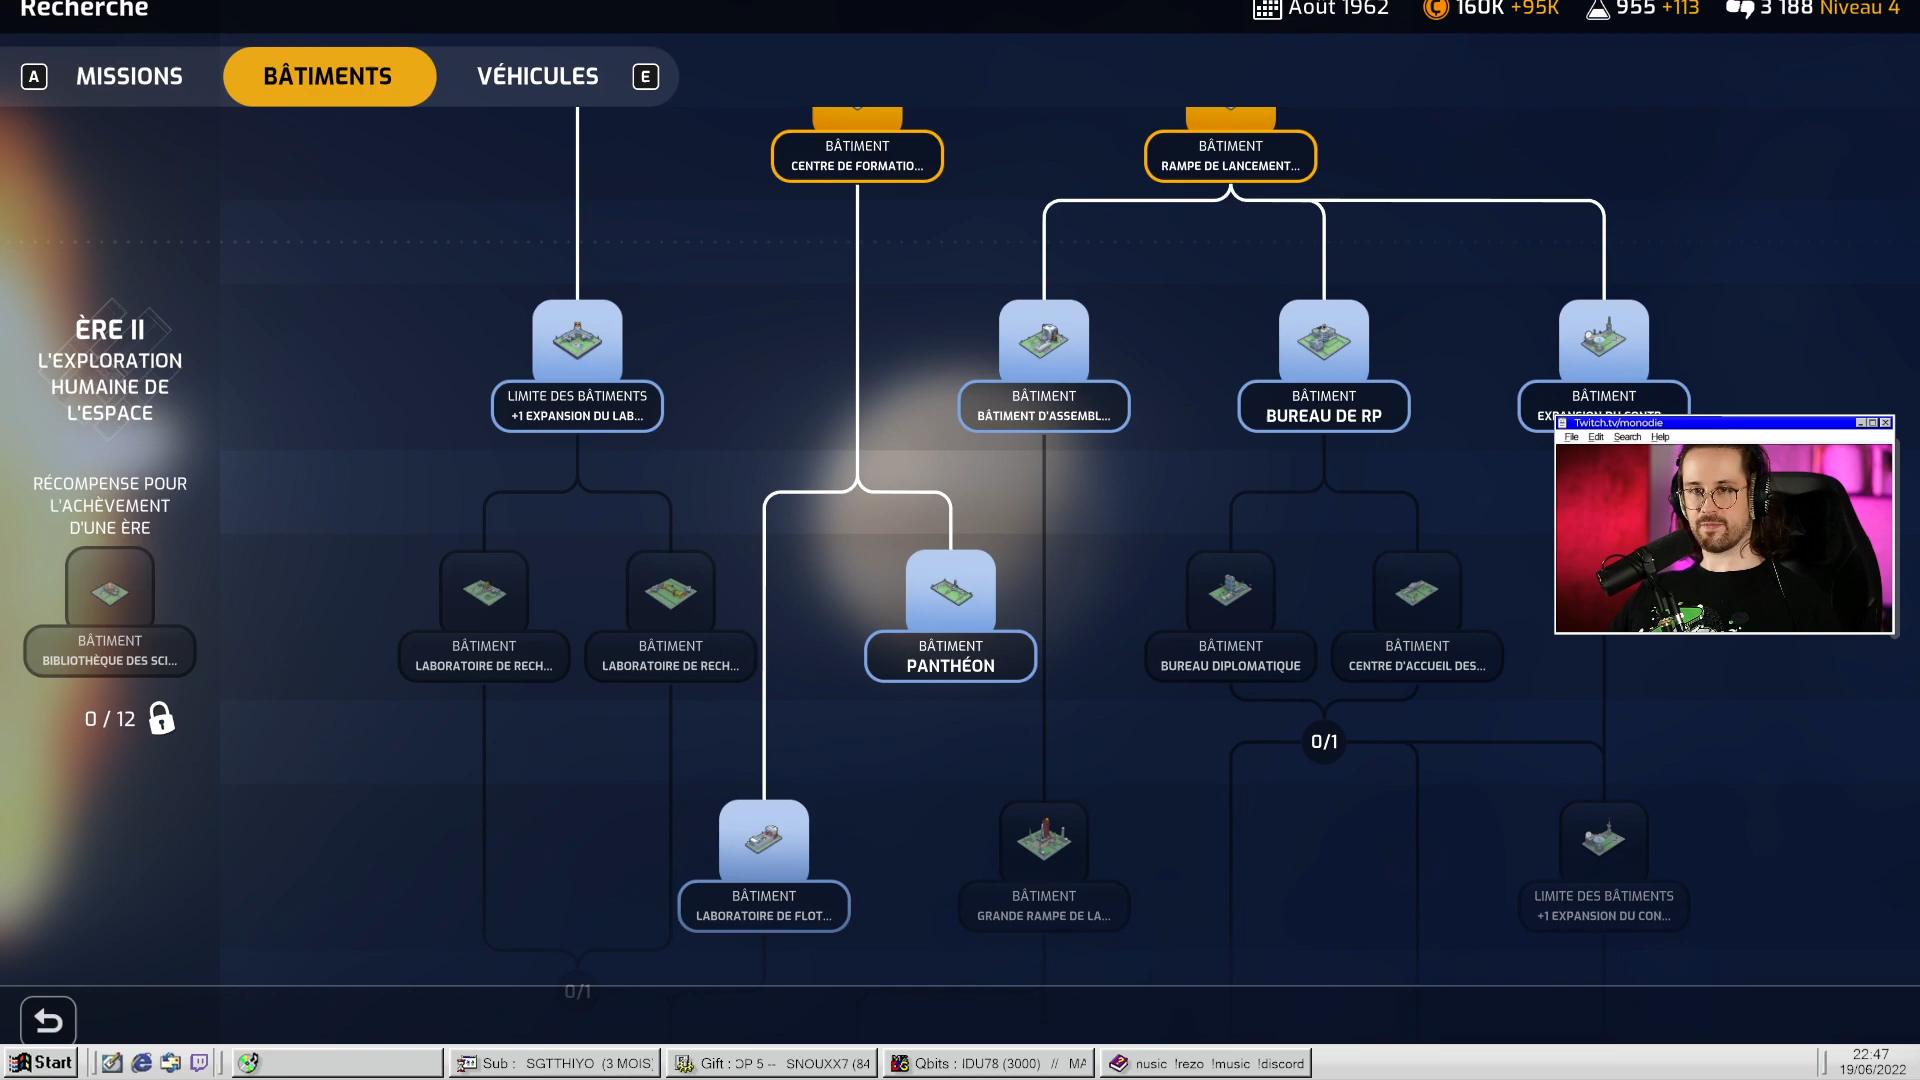 Recherche
Août 1962
160K +95K
955 +113
3 188 Niveau 4
A
MISSIONS
BÂTIMENTS
VÉHICULES
E
BÂTIMENT
CENTRE DE FORMATIO...
BÂTIMENT
RAMPE DE LANCEMENT...
ÈRE II
L'EXPLORATION
HUMAINE DE
L'ESPACE
RÉCOMPENSE POUR
L'ACHÈVEMENT
D'UNE ÈRE
BÂTIMENT
BIBLIOTHÈQUE DES SCI...
0 / 12
LIMITE DES BÂTIMENTS
+1 EXPANSION DU LAB...
BÂTIMENT
BÂTIMENT D'ASSEMBL...
BÂTIMENT
BUREAU DE RP
BÂTIMENT
EXPANSION DU CONTR...
Twitch.tv/monodie
File Edit Search Help
BÂTIMENT
LABORATOIRE DE RECH...
BÂTIMENT
LABORATOIRE DE RECH...
BÂTIMENT
PANTHÉON
BÂTIMENT
BUREAU DIPLOMATIQUE
BÂTIMENT
CENTRE D'ACCUEIL DES...
0/1
BÂTIMENT
LABORATOIRE DE FLOT...
BÂTIMENT
GRANDE RAMPE DE LA...
LIMITE DES BÂTIMENTS
+1 EXPANSION DU CON...
0/1
Start
Sub : SGTTHIYO (3 MOIS)
Gift : OP 5 -- SNOUXX7 (84
Qbits : IDU78 (3000) // MA
nusic !rezo !music !discord
22:47
19/06/2022